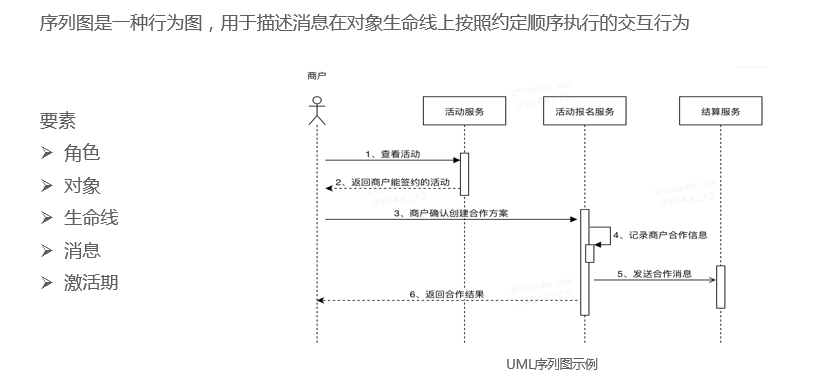 序列图是一种行为图，用于描述消息在对象生命线上按照约定顺序执行的交互行为
要素
➢ 角色
➢ 对象
➢ 生命线
➢ 消息
➢ 激活期
商户
活动服务
活动报名服务
结算服务
1、查看活动
2、返回商户能签约的活动
3、商户确认创建合作方案
4、记录商户合作信息
5、发送合作消息
6、返回合作结果
zhiyuan.xie
95044272
zhiyuan.xie
95044272
UML序列图示例